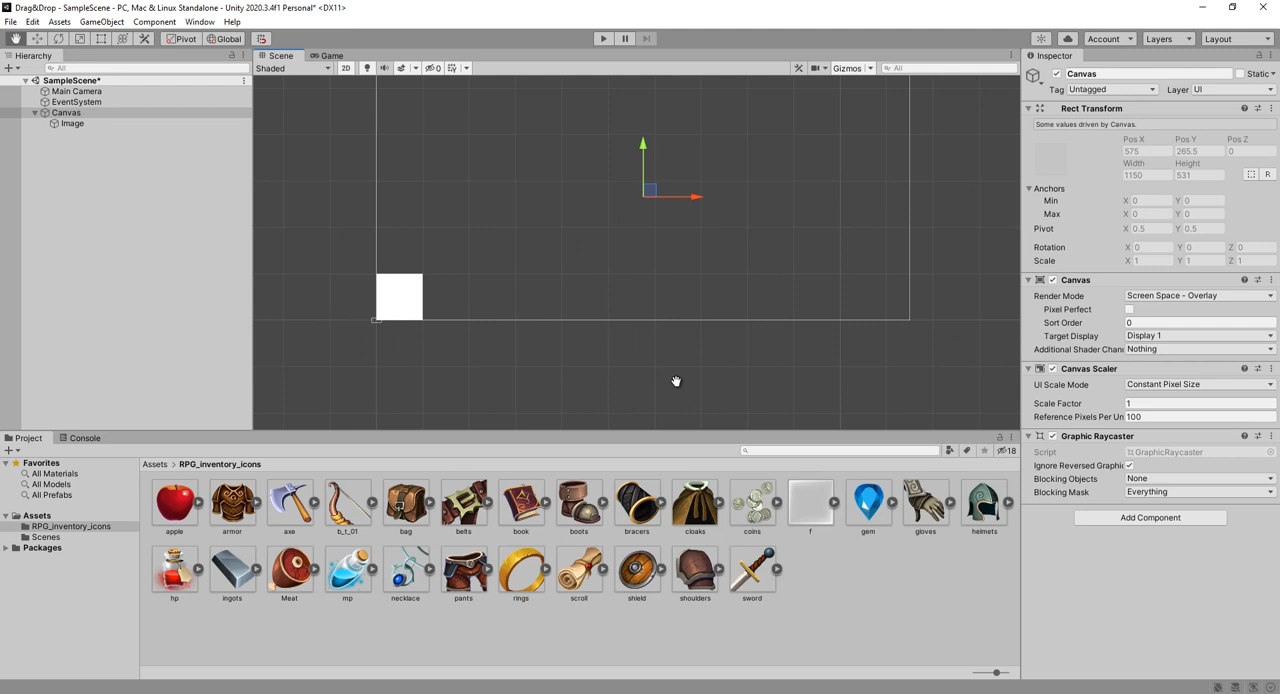 Drag&Drop - SampleScene - PC, Mac & Linux Standalone - Unity 2020.3.4f1 Personal* <DX11>
File Edit Assets GameObject Component Window Help
Pivot Global Account Layers Layout
Hierarchy Scene Game Inspector
All Shaded 2D 0 Gizmos All Canvas Static
SampleScene*
Main Camera
EventSystem
Canvas
Image
Tag Untagged Layer UI
Rect Transform
Some values driven by Canvas.
Pos X Pos Y Pos Z
575 265.5 0
Width Height
1150 531
R
Anchors
Min X 0 Y 0
Max X 0 Y 0
Pivot X 0.5 Y 0.5
Rotation X 0 Y 0 Z 0
Scale X 1 Y 1 Z 1
Canvas
Render Mode Screen Space - Overlay
Pixel Perfect
Sort Order 0
Target Display Display 1
Additional Shader Chann Nothing
Canvas Scaler
UI Scale Mode Constant Pixel Size
Scale Factor 1
Reference Pixels Per Un 100
Graphic Raycaster
Script GraphicRaycaster
Ignore Reversed Graphic
Blocking Objects None
Blocking Mask Everything
Add Component
Project Console
18
Favorites
All Materials
All Models
All Prefabs
Assets
RPG_inventory_icons
Scenes
Packages
Assets > RPG_inventory_icons
apple armor axe b_t_01 bag belts book boots bracers cloaks coins f gem gloves helmets
hp ingots Meat mp necklace pants rings scroll shield shoulders sword